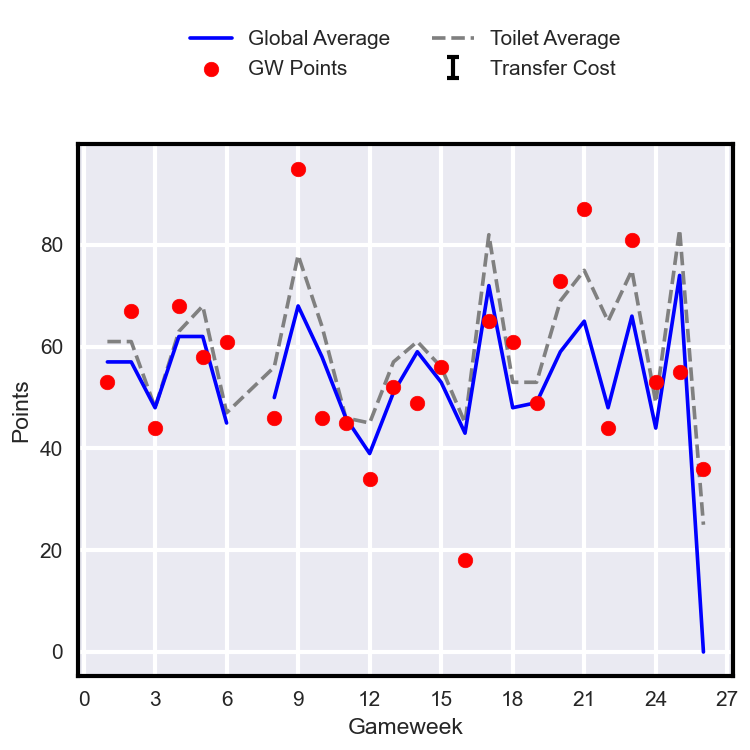 Global Average
Toilet Average
GW Points
Transfer Cost
Points
80
60
40
20
0
0 3 6 9 12 15 18 21 24 27
Gameweek